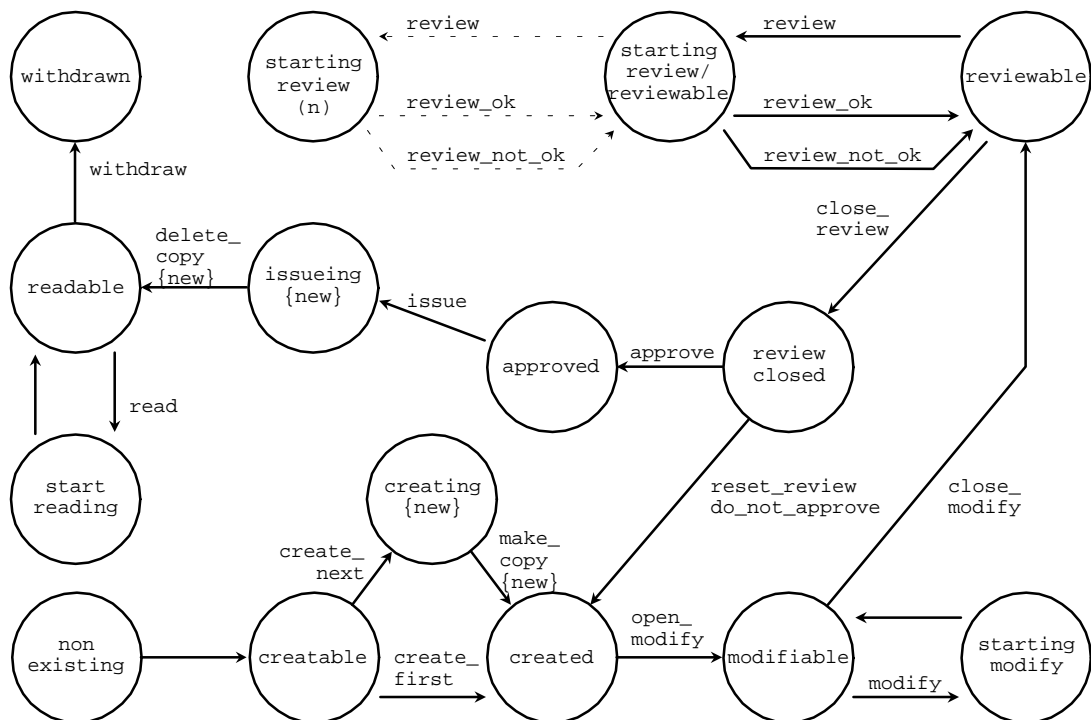 review
review
withdrawn
starting
review
(n)
starting
review/
reviewable
reviewable
review_ok
review_ok
review_not_ok
review_not_ok
withdraw
close_
review
delete_
copy
{new}
readable
issueing
{new}
issue
approved
approve
review
closed
read
start
reading
creating
{new}
reset_review
do_not_approve
close_
modify
create_
next
make_
copy
{new}
non
existing
creatable
create_
first
created
open_
modify
modifiable
modify
starting
modify